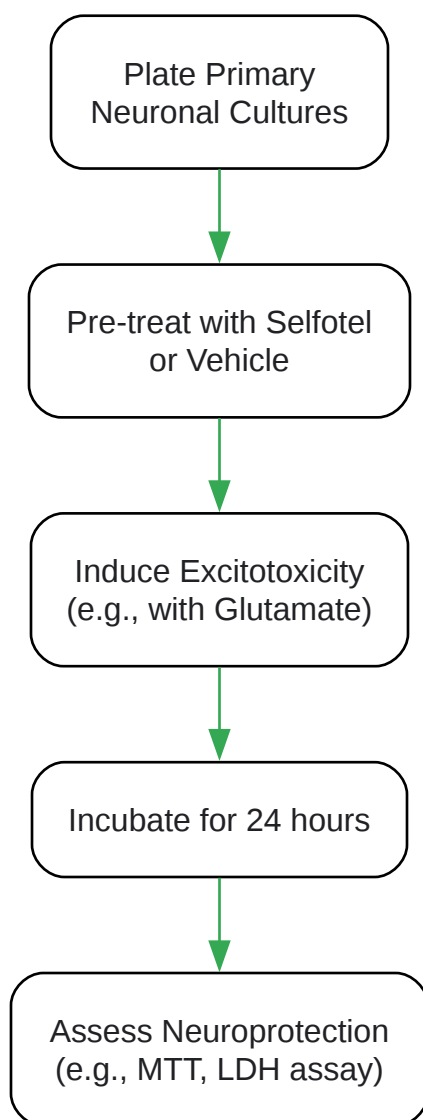 Plate Primary
Neuronal Cultures
Pre-treat with Selfotel
or Vehicle
Induce Excitotoxicity
(e.g., with Glutamate)
Incubate for 24 hours
Assess Neuroprotection
(e.g., MTT, LDH assay)